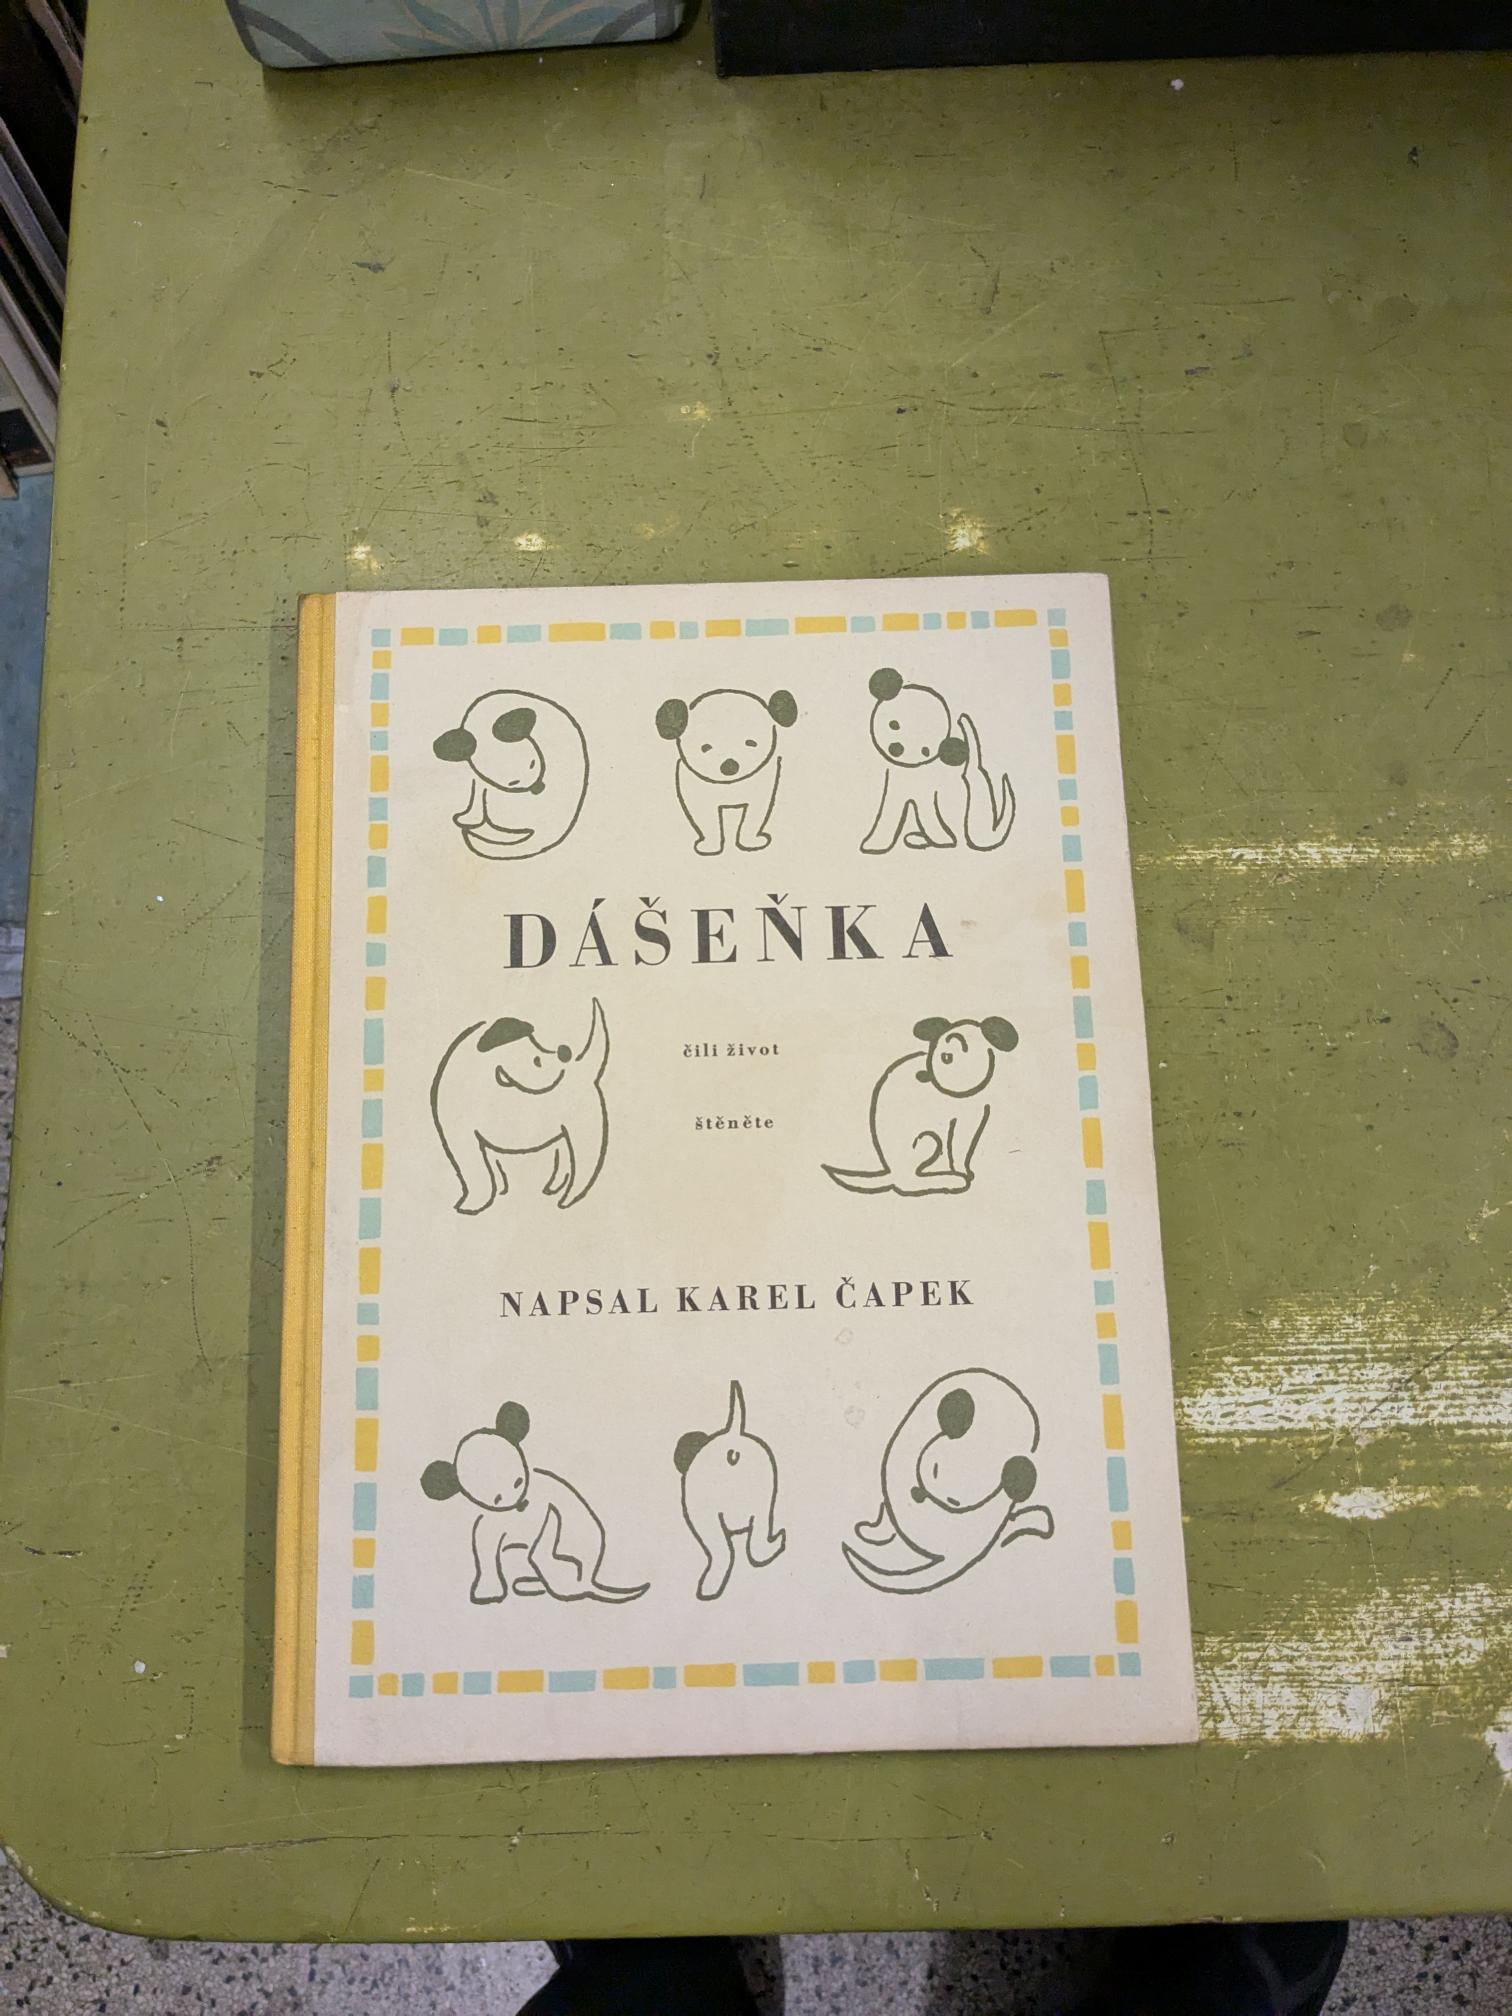 DÁŠEŇKA
čili život
štěněte
NAPSAL KAREL ČAPEK